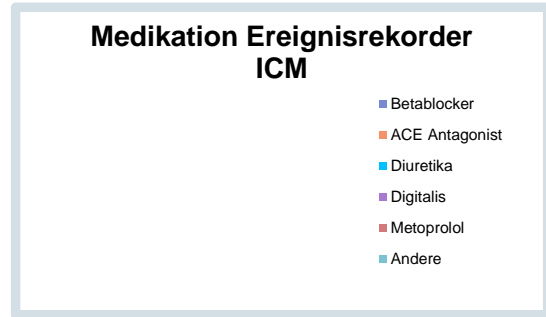 Medikation Ereignisrekorder
ICM
Betablocker
ACE Antagonist
Diuretika
Digitalis
Metoprolol
Andere